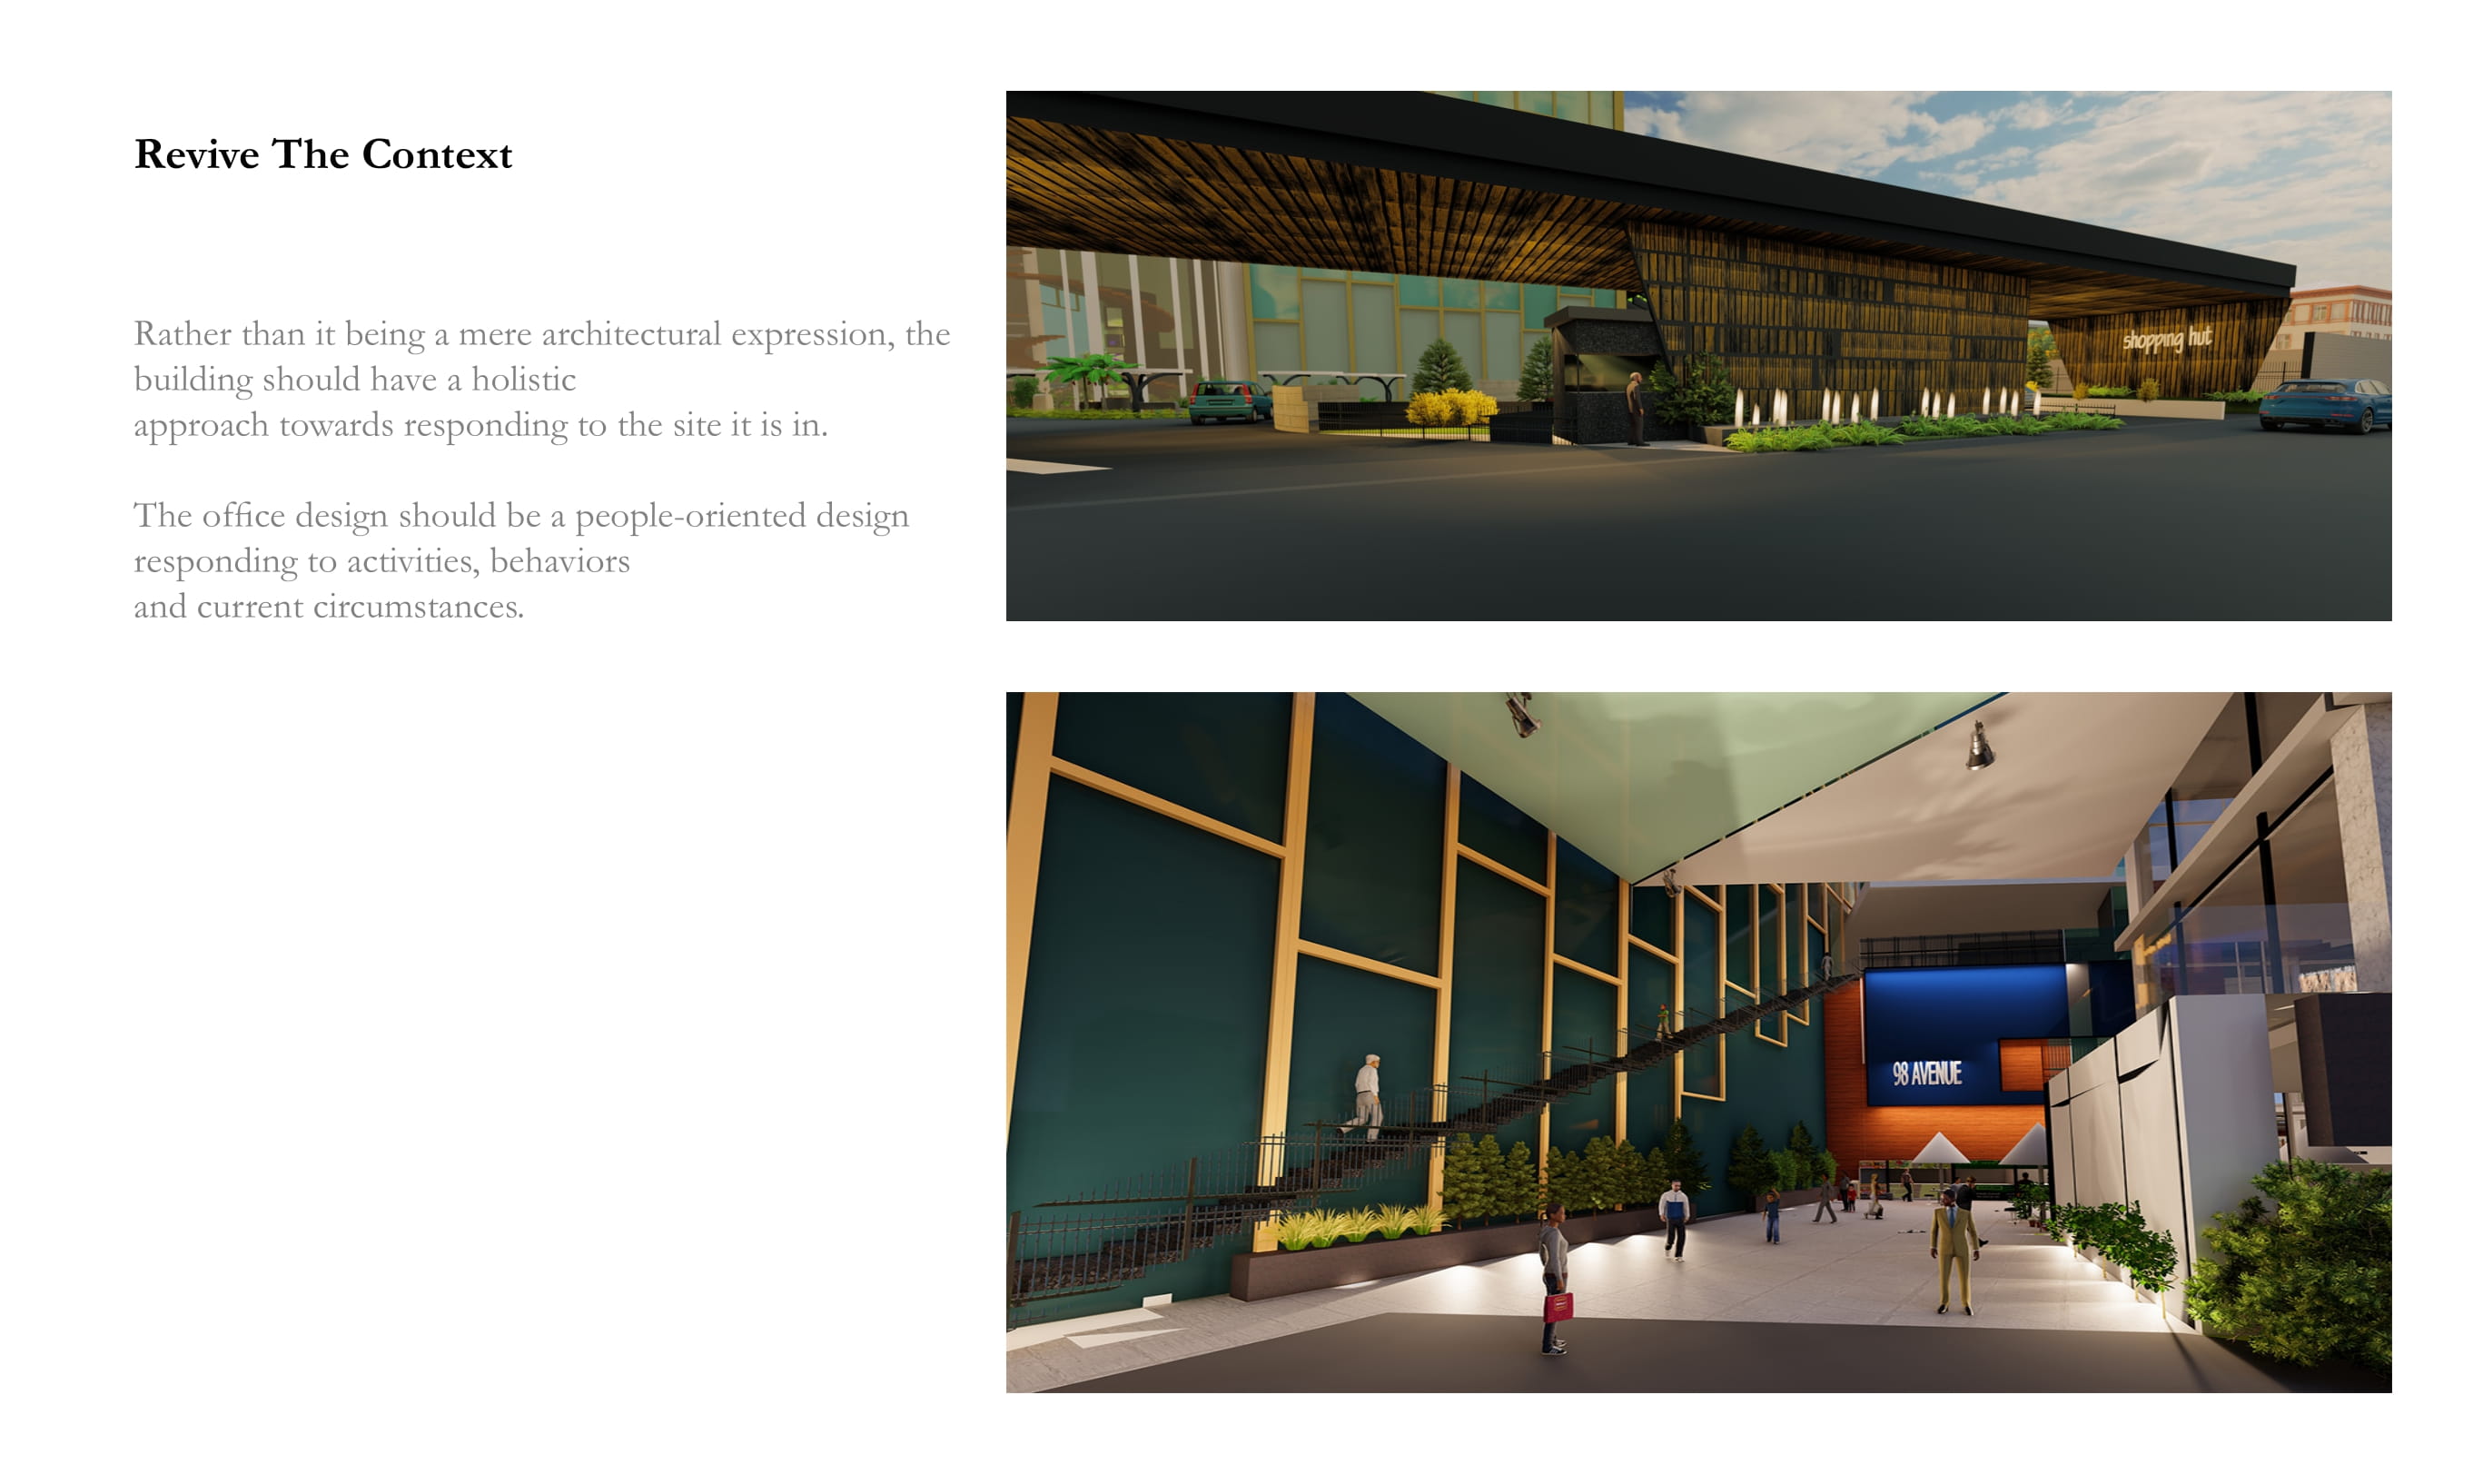 Revive The Context
Rather than it being a mere architectural expression, the
building should have a holistic
approach towards responding to the site it is in.
The office design should be a people-oriented design
responding to activities, behaviors
and current circumstances.
shopping hut
98 AVENUE